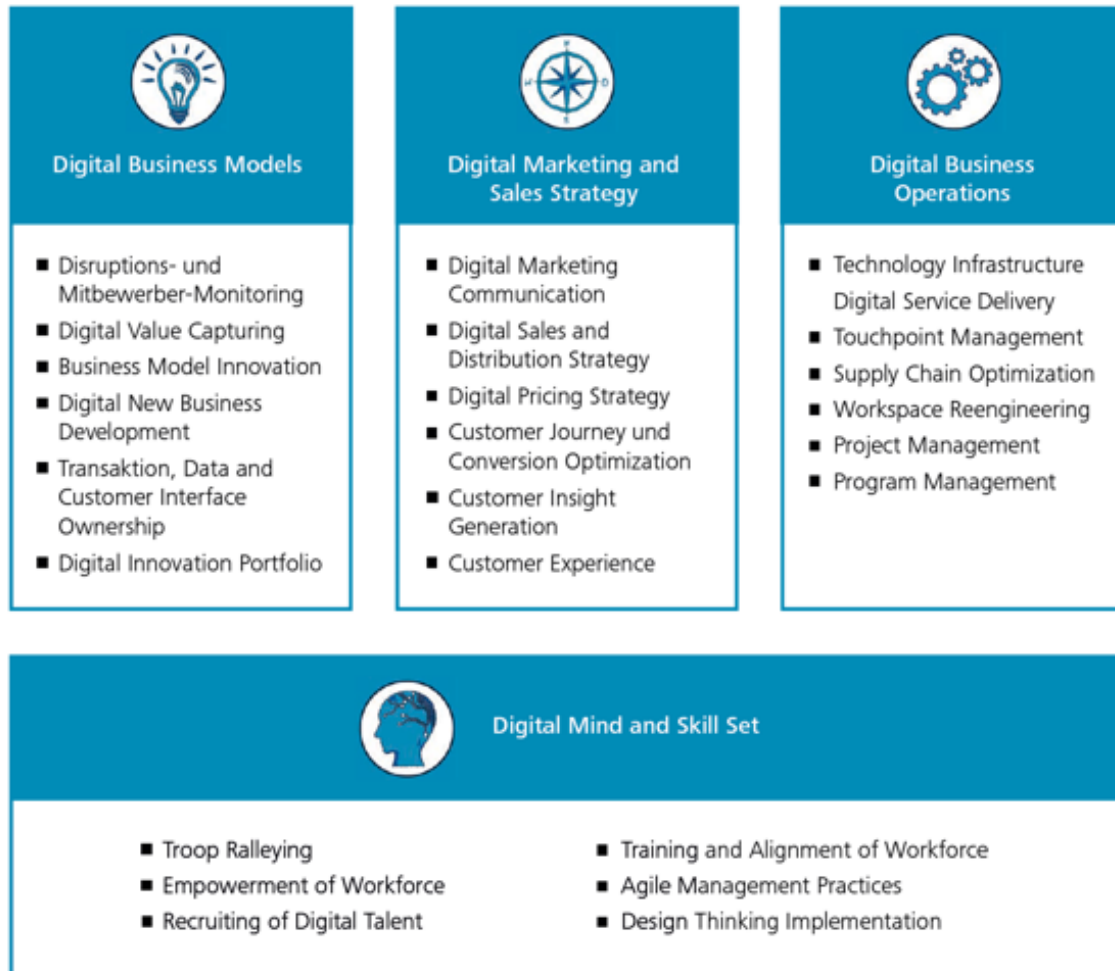 Digital Business Models
■ Disruptions- und
Mitbewerber-Monitoring
■ Digital Value Capturing
■ Business Model Innovation
■ Digital New Business
Development
■ Transaktion, Data and
Customer Interface
Ownership
■ Digital Innovation Portfolio
Digital Marketing and
Sales Strategy
■ Digital Marketing
Communication
■ Digital Sales and
Distribution Strategy
■ Digital Pricing Strategy
■ Customer Journey und
Conversion Optimization
■ Customer Insight
Generation
■ Customer Experience
Digital Business
Operations
■ Technology Infrastructure
Digital Service Delivery
■ Touchpoint Management
■ Supply Chain Optimization
■ Workspace Reengineering
■ Project Management
■ Program Management
Digital Mind and Skill Set
■ Troop Ralleying
■ Empowerment of Workforce
■ Recruiting of Digital Talent
■ Training and Alignment of Workforce
■ Agile Management Practices
■ Design Thinking Implementation